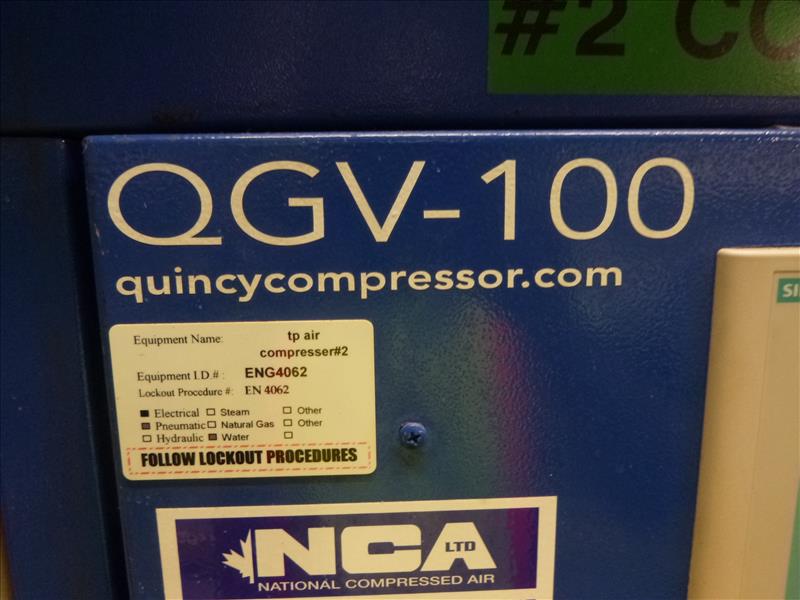 #2
QGV-100
quincycompressor.com
Equipment Name: tp air
compresser#2
Equipment I.D.#: ENG4062
Lockout Procedure #: EN 4062
■ Electrical □ Steam □ Other
■ Pneumatic □ Natural Gas □ Other
□ Hydraulic ■ Water □
FOLLOW LOCKOUT PROCEDURES
NCA LTD
NATIONAL COMPRESSED AIR